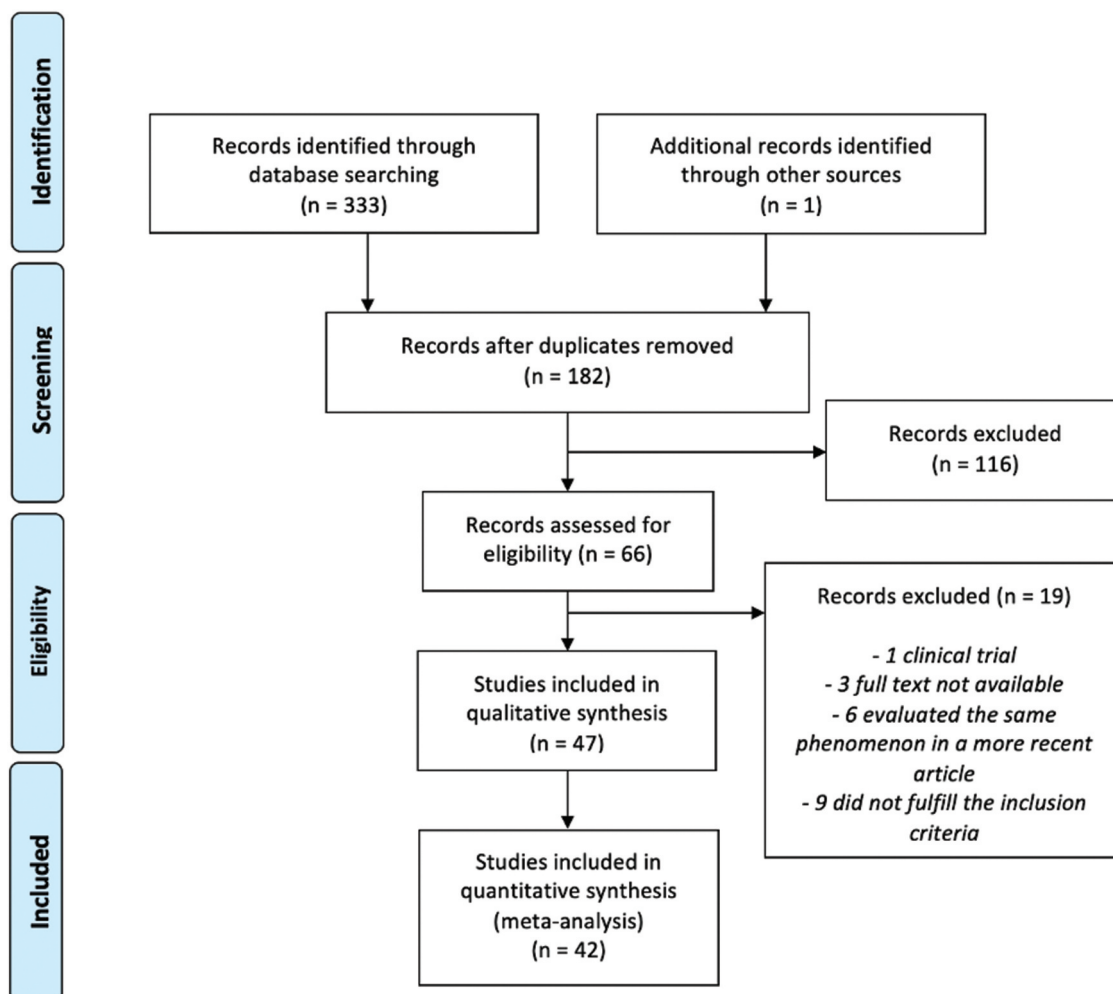 Identification
Records identified through
database searching
(n = 333)
Additional records identified
through other sources
(n = 1)
Screening
Records after duplicates removed
(n = 182)
Records excluded
(n = 116)
Eligibility
Records assessed for
eligibility (n = 66)
Records excluded (n = 19)
- 1 clinical trial
- 3 full text not available
- 6 evaluated the same
phenomenon in a more recent
article
- 9 did not fulfill the inclusion
criteria
Studies included in
qualitative synthesis
(n = 47)
Included
Studies included in
quantitative synthesis
(meta-analysis)
(n = 42)